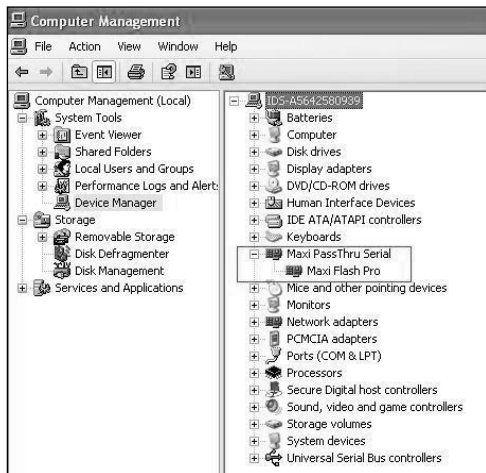 Computer Management
File Action View Window Help
Computer Management (Local)
System Tools
Event Viewer
Shared Folders
Local Users and Groups
Performance Logs and Alert:
Device Manager
Storage
Removable Storage
Disk Defragmenter
Disk Management
Services and Applications
IDS-A5642580939
Batteries
Computer
Disk drives
Display adapters
DVD/CD-ROM drives
Human Interface Devices
IDE ATA/ATAPI controllers
Keyboards
Maxi PassThru Serial
Maxi Flash Pro
Mice and other pointing devices
Monitors
Network adapters
PCMCIA adapters
Ports (COM & LPT)
Processors
Secure Digital host controllers
Sound, video and game controllers
Storage volumes
System devices
Universal Serial Bus controllers